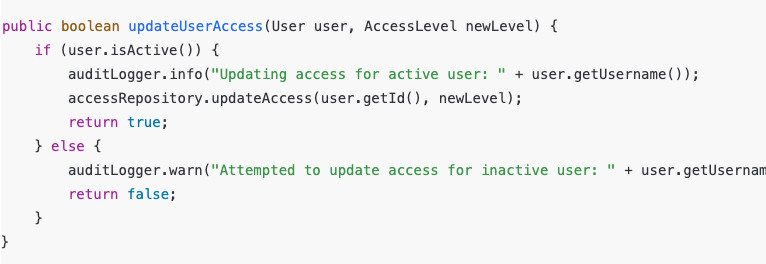 public boolean updateUserAccess(User user, AccessLevel newLevel) {
    if (user.isActive()) {
        auditLogger.info("Updating access for active user: " + user.getUsername());
        accessRepository.updateAccess(user.getId(), newLevel);
        return true;
    } else {
        auditLogger.warn("Attempted to update access for inactive user: " + user.getUsernam
        return false;
    }
}